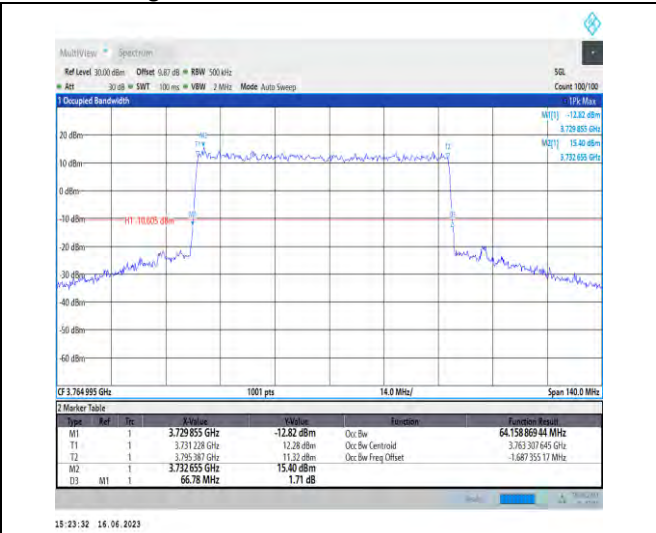 MultiView Spectrum
Ref Level 30.00 dBm Offset 9.87 dB RBW 500 kHz SGL
Att 30 dB SWT 100 ms VBW 2 MHz Mode Auto Sweep Count 100/100
1 Occupied Bandwidth 1Pk Max
M1[1] -12.82 dBm
3.729 855 GHz
M2[1] 15.40 dBm
3.732 655 GHz
20 dBm
M2
T1
T2
10 dBm
0 dBm
-10 dBm
H1 -10.605 dBm
-20 dBm
-30 dBm
-40 dBm
-50 dBm
-60 dBm
CF 3.764 995 GHz 1001 pts 14.0 MHz/ Span 140.0 MHz
2 Marker Table
Type Ref Trc X-Value Y-Value Function Function Result
M1 1 3.729 855 GHz -12.82 dBm Occ Bw 64.158 869 44 MHz
T1 1 3.731 228 GHz 12.28 dBm Occ Bw Centroid 3.763 307 645 GHz
T2 1 3.795 387 GHz 11.32 dBm Occ Bw Freq Offset -1.687 355 17 MHz
M2 1 3.732 655 GHz 15.40 dBm
D3 M1 1 66.78 MHz 1.71 dB
15:23:32 16.06.2023